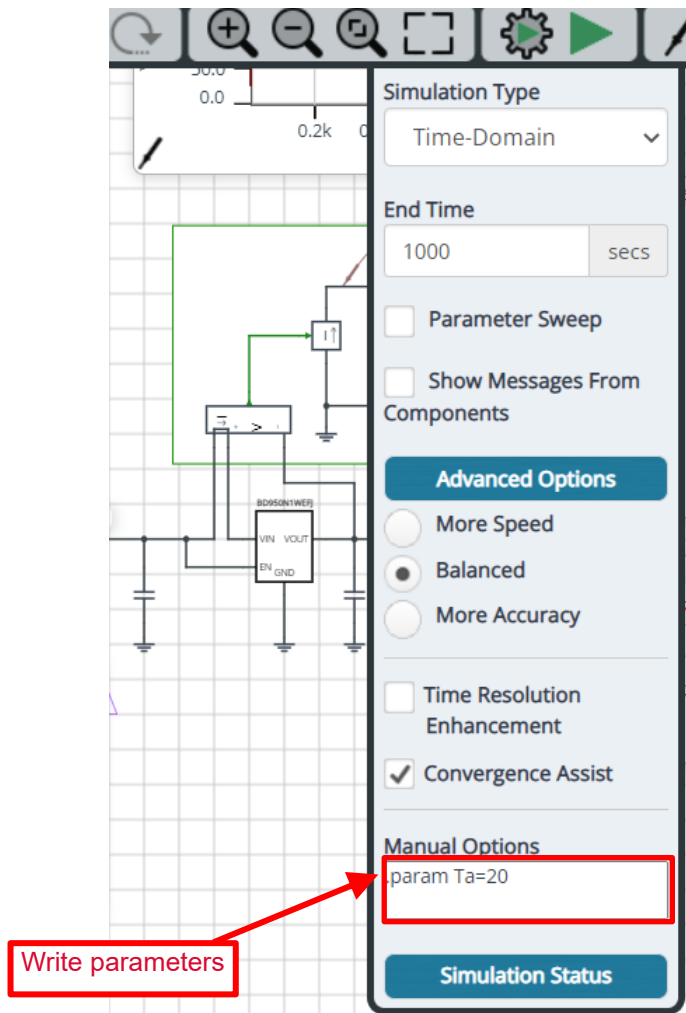 50.0
0.0
0.2k
Simulation Type
Time-Domain
End Time
1000 secs
Parameter Sweep
Show Messages From
Components
Advanced Options
More Speed
Balanced
More Accuracy
Time Resolution
Enhancement
Convergence Assist
Manual Options
.param Ta=20
Simulation Status
I
BD950N1WEFJ
VIN VOUT
EN GND
Write parameters